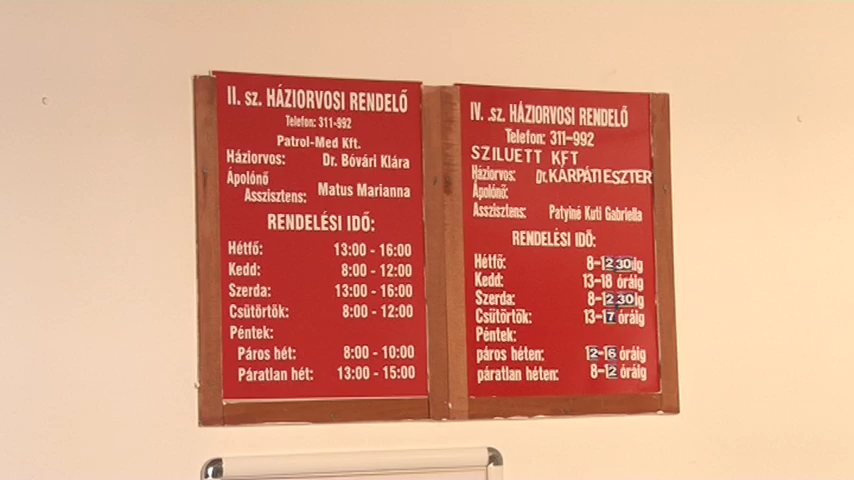 II. sz. HÁZIORVOSI RENDELŐ
Telefon: 311-992
Patrol-Med Kft.
Háziorvos: Dr. Bóvári Klára
Ápolónő
Asszisztens: Matus Marianna
RENDELÉSI IDŐ:
Hétfő: 13:00 - 16:00
Kedd: 8:00 - 12:00
Szerda: 13:00 - 16:00
Csütörtök: 8:00 - 12:00
Péntek:
Páros hét: 8:00 - 10:00
Páratlan hét: 13:00 - 15:00
IV. .sz. HÁZIORVOSI RENDELŐ
Telefon: 311-992
SZILUETT KFT
Háziorvos: Dr. KÁRPÁTI ESZTER
Ápolónő:
Asszisztens: Patyiné Kuti Gabriella
RENDELÉSI IDŐ:
Hétfő: 8-12 30ig
Kedd: 13-18 óráig
Szerda: 8-12 30ig
Csütörtök: 13-17 óráig
Péntek:
páros héten: 12-16 óráig
páratlan héten: 8-12 óráig